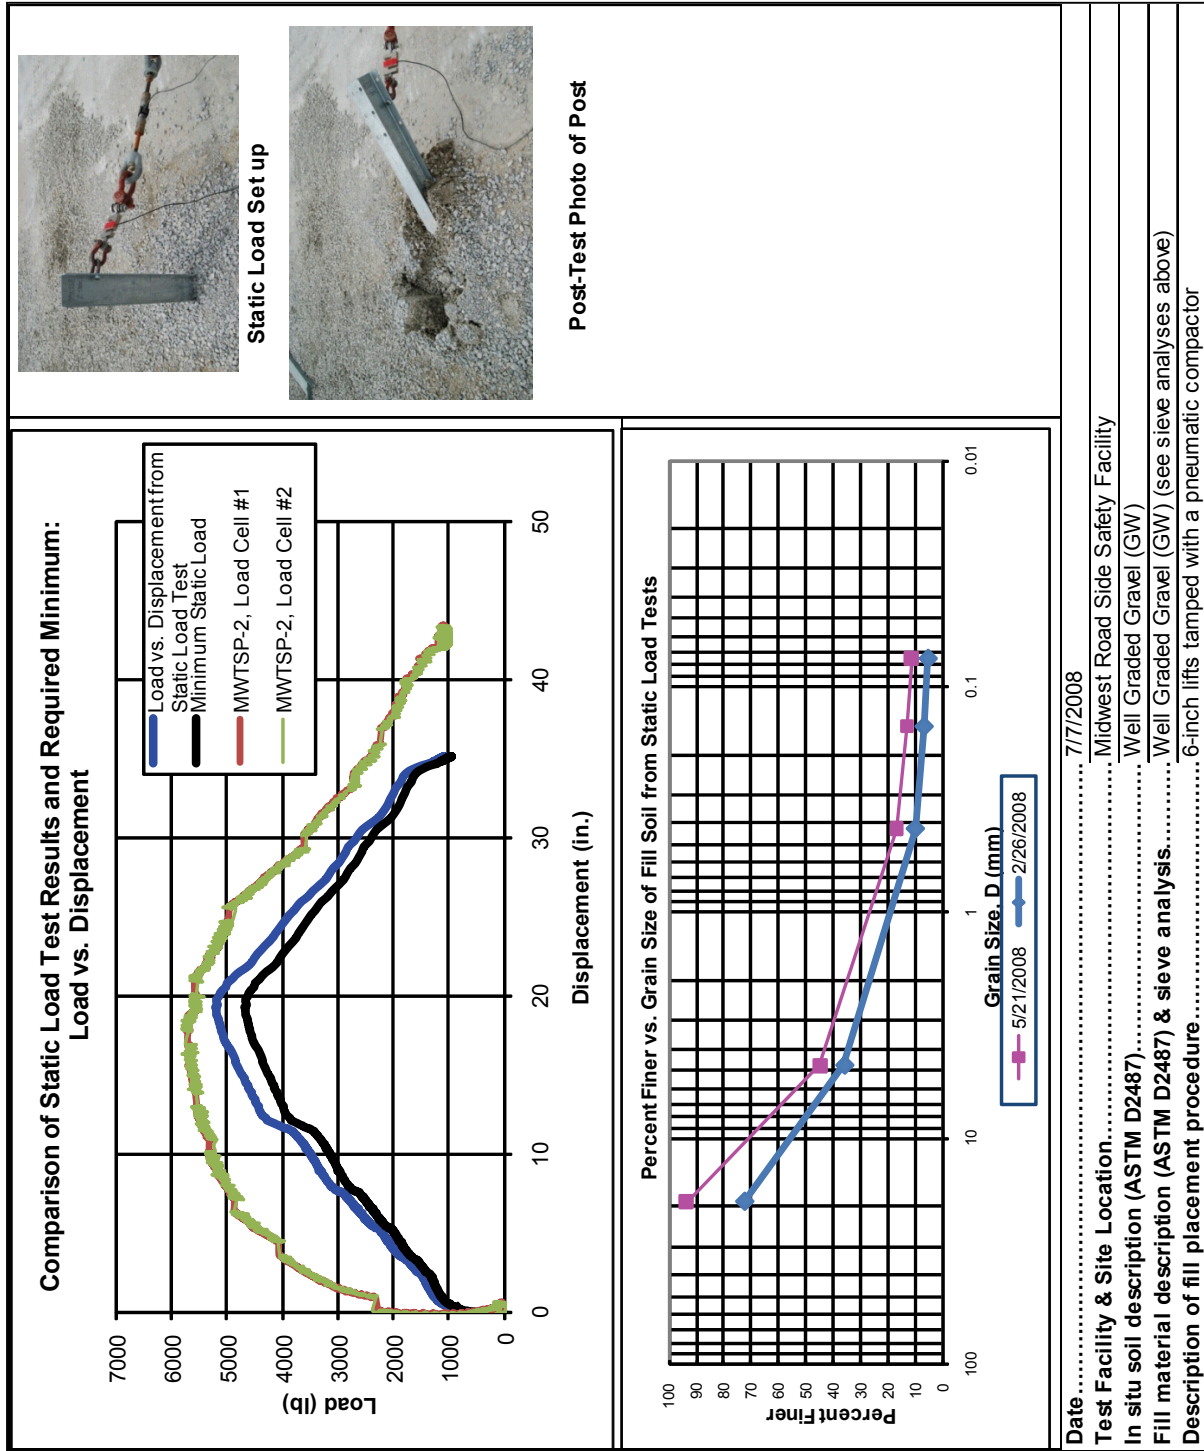 Comparison of Static Load Test Results and Required Minimum:
Load vs. Displacement
Load (lb)
7000
6000
5000
4000
3000
2000
1000
0
0
10
20
30
40
50
Displacement (in.)
Load vs. Displacement from
Static Load Test
Minimum Static Load
MWTSP-2, Load Cell #1
MWTSP-2, Load Cell #2
Static Load Set up
Post-Test Photo of Post
Percent Finer vs. Grain Size of Fill Soil from Static Load Tests
Percent Finer
100
90
80
70
60
50
40
30
20
10
0
100
10
1
0.1
0.01
Grain Size, D (mm)
5/21/2008
2/26/2008
Date.......................................................... 7/7/2008
Test Facility & Site Location.......................................................... Midwest Road Side Safety Facility
In situ soil description (ASTM D2487).......................................... Well Graded Gravel (GW)
Fill material description (ASTM D2487) & sieve analysis............ Well Graded Gravel (GW) (see sieve analyses above)
Description of fill placement procedure.......................................... 6-inch lifts tamped with a pneumatic compactor